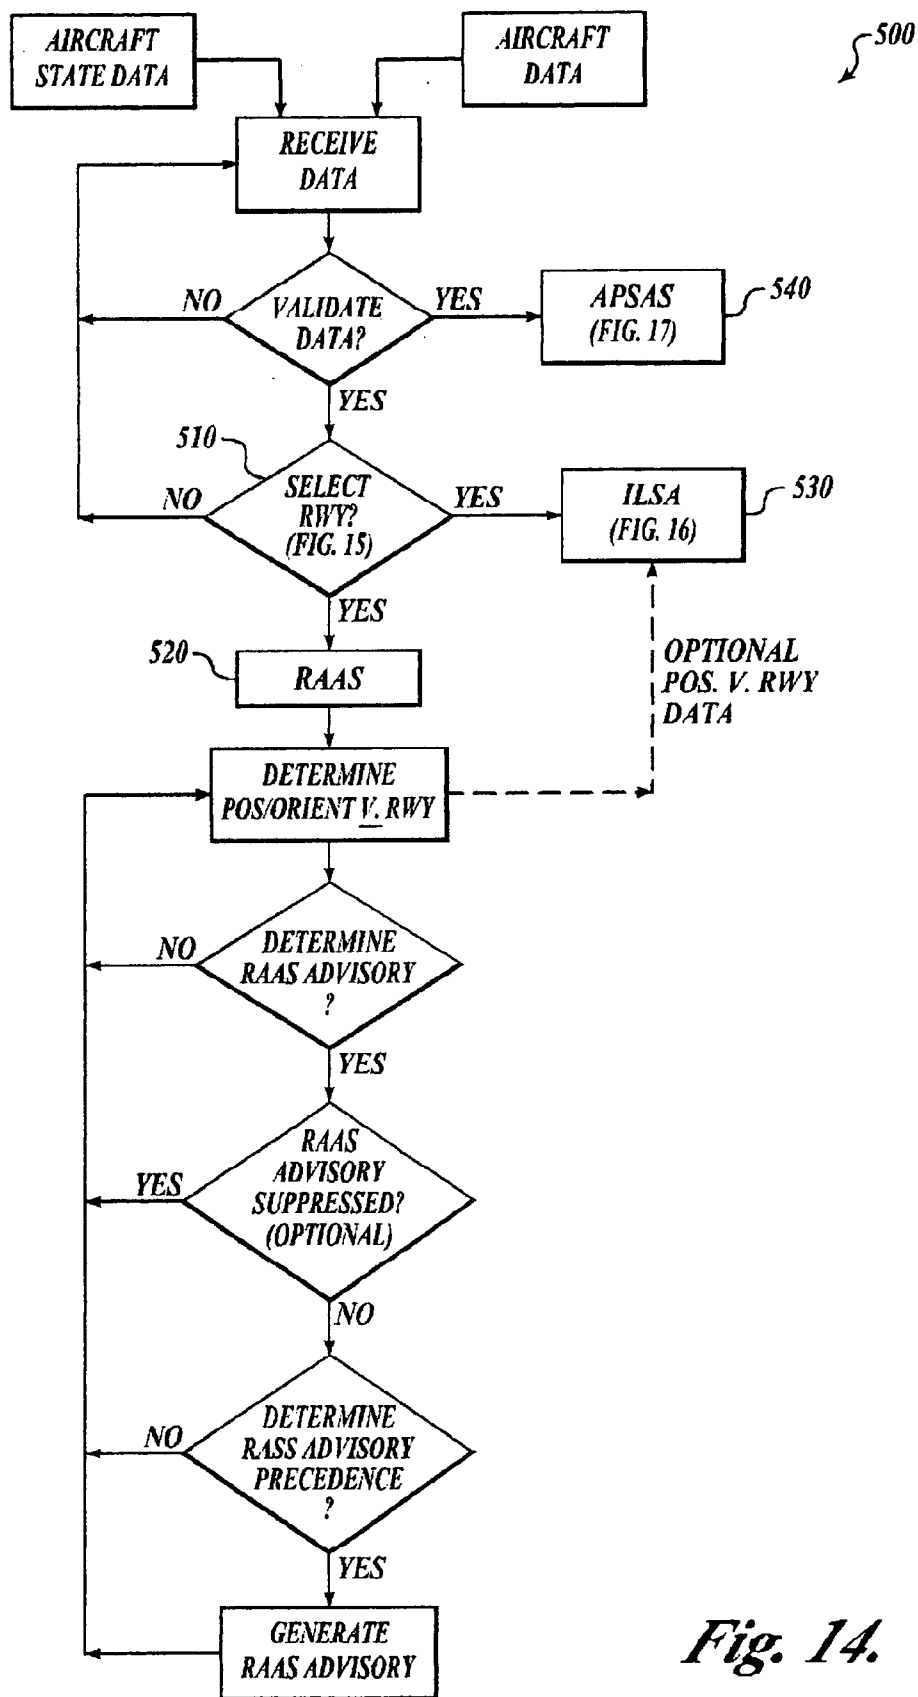 AIRCRAFT
STATE DATA
AIRCRAFT
DATA
500
RECEIVE
DATA
NO
VALIDATE
DATA?
YES
APSAS
(FIG. 17)
540
YES
510
NO
SELECT
RWY?
(FIG. 15)
YES
ILSA
(FIG. 16)
530
YES
520
RAAS
OPTIONAL
POS. V. RWY
DATA
DETERMINE
POS/ORIENT V. RWY
NO
DETERMINE
RAAS ADVISORY
?
YES
YES
RAAS
ADVISORY
SUPPRESSED?
(OPTIONAL)
NO
NO
DETERMINE
RASS ADVISORY
PRECEDENCE
?
YES
GENERATE
RAAS ADVISORY
Fig. 14.